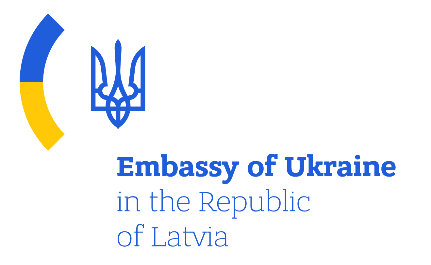 Embassy of Ukraine
in the Republic
of Latvia